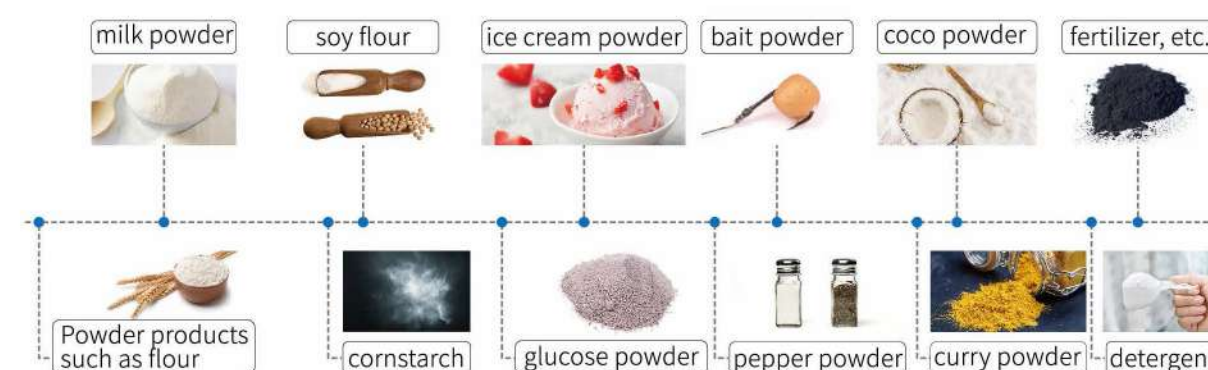 milk powder
soy flour
ice cream powder
bait powder
coco powder
fertilizer, etc.
Powder products
such as flour
cornstarch
glucose powder
pepper powder
curry powder
detergen